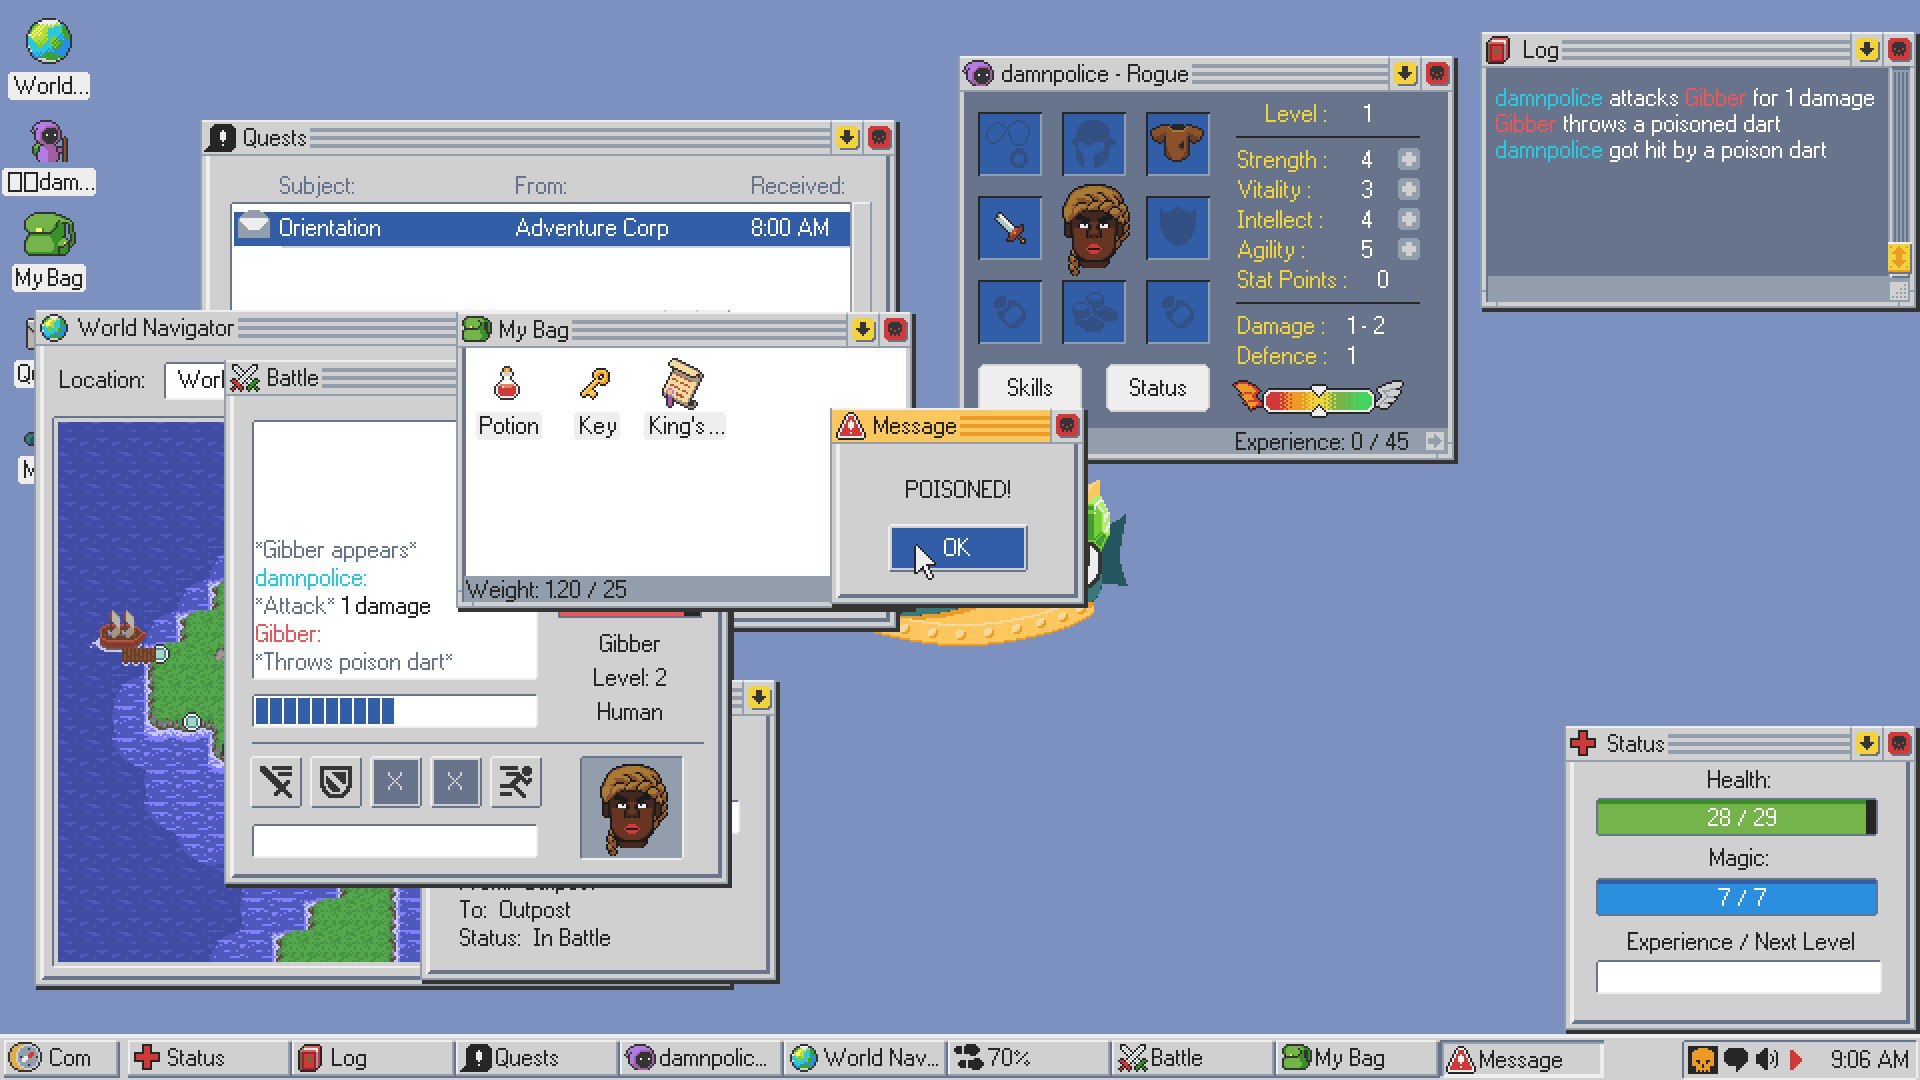 World...
dam...
My Bag
Quests
Subject: From: Received:
Orientation Adventure Corp 8:00 AM
World Navigator
Location: Worl
Battle
*Gibber appears*
damnpolice:
*Attack* 1 damage
Gibber:
*Throws poison dart*
Gibber
Level: 2
Human
To: Outpost
Status: In Battle
My Bag
Potion Key King's ...
Weight: 1.20 / 25
Message
POISONED!
OK
damnpolice - Rogue
Level : 1
Strength : 4
Vitality : 3
Intellect : 4
Agility : 5
Stat Points : 0
Damage : 1 - 2
Defence : 1
Skills Status
Experience: 0 / 45
Log
damnpolice attacks Gibber for 1 damage
Gibber throws a poisoned dart
damnpolice got hit by a poison dart
Status
Health:
28 / 29
Magic:
7 / 7
Experience / Next Level
Com Status Log Quests damnpolic... World Nav... 70% Battle My Bag Message 9:06 AM